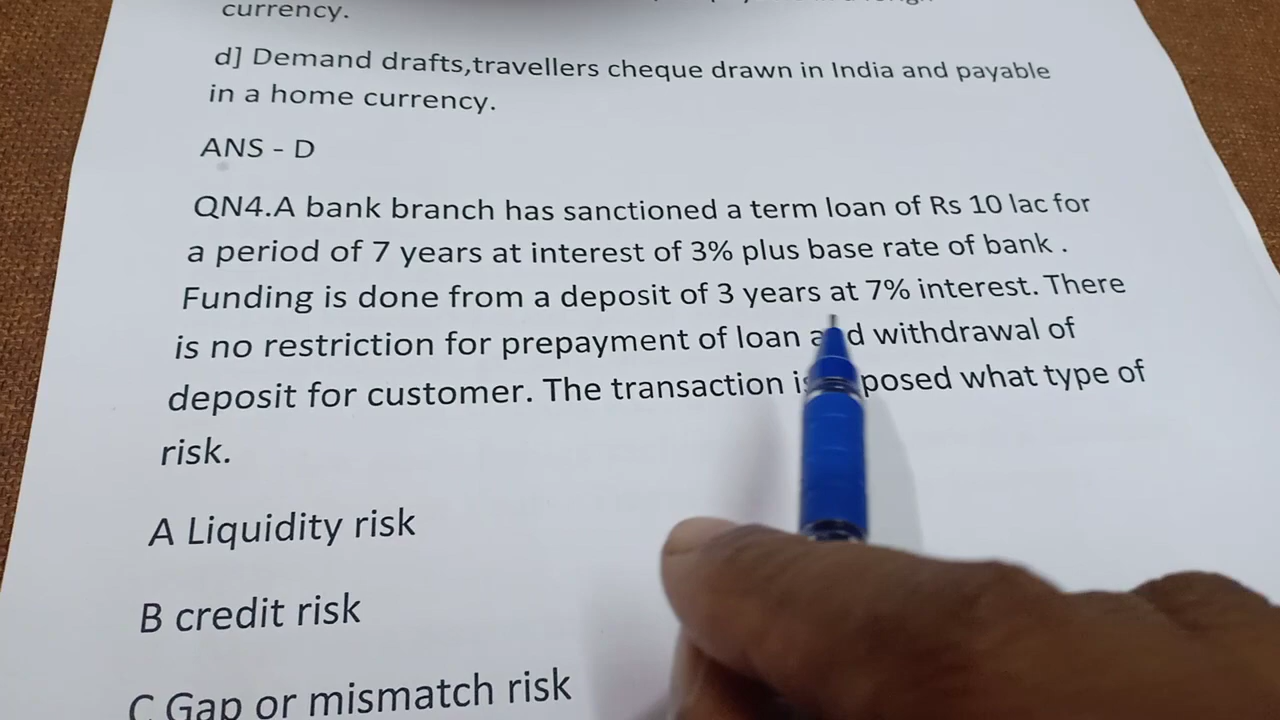 currency.
d] Demand drafts,travellers cheque drawn in India and payable
in a home currency.
ANS - D
QN4.A bank branch has sanctioned a term loan of Rs 10 lac for
a period of 7 years at interest of 3% plus base rate of bank .
Funding is done from a deposit of 3 years at 7% interest. There
is no restriction for prepayment of loan and withdrawal of
deposit for customer. The transaction is posed what type of
risk.
A Liquidity risk
B credit risk
C Gap or mismatch risk